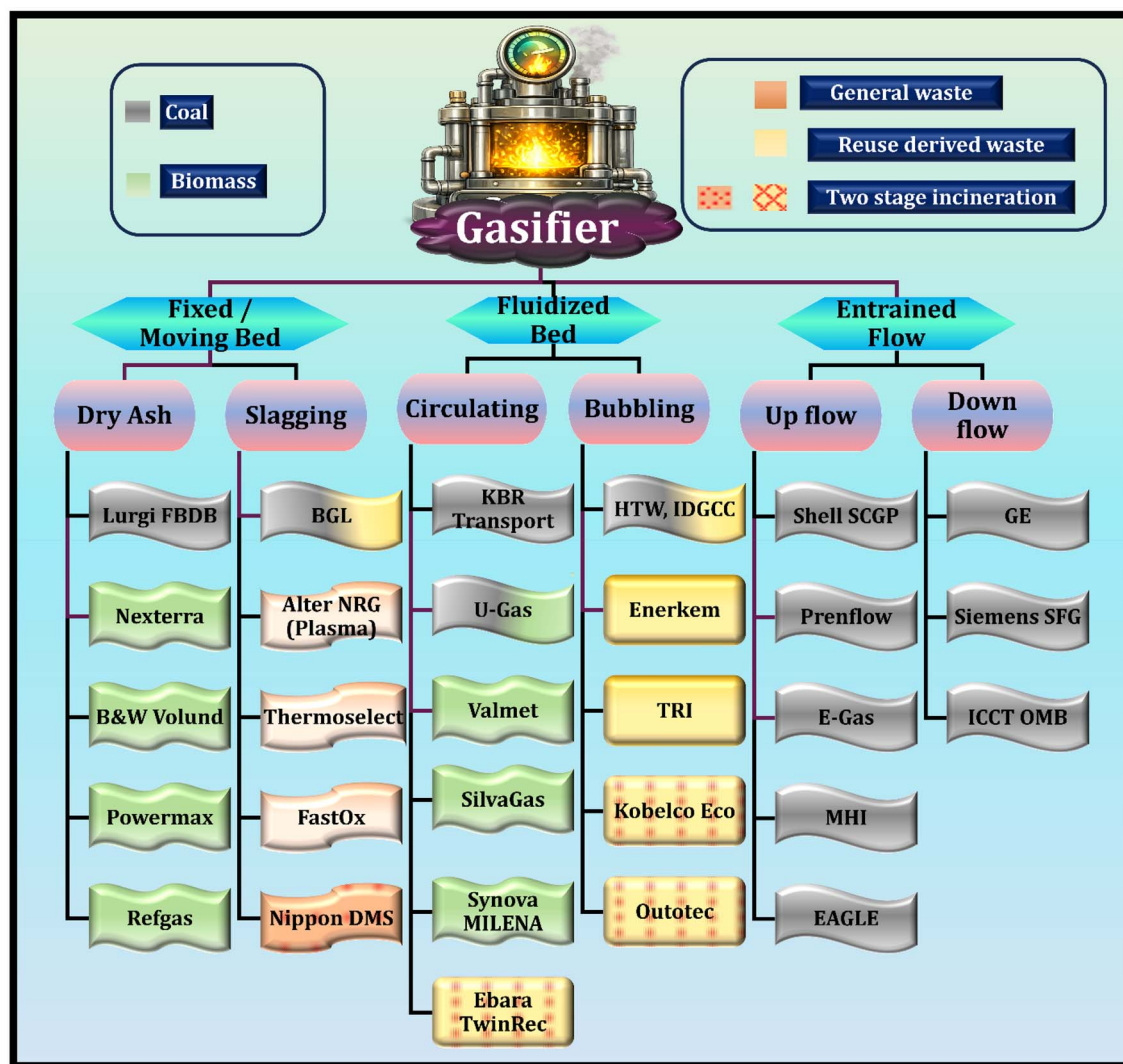 Coal
Biomass
General waste
Reuse derived waste
Two stage incineration
Gasifier
Fixed /
Moving Bed
Fluidized
Bed
Entrained
Flow
Dry Ash
Slagging
Circulating
Bubbling
Up flow
Down
flow
Lurgi FBDB
Nexterra
B&W Volund
Powermax
Refgas
BGL
Alter NRG
(Plasma)
Thermoselect
FastOx
Nippon DMS
KBR
Transport
U-Gas
Valmet
SilvaGas
Synova
MILENA
Ebara
TwinRec
HTW, IDGCC
Enerkem
TRI
Kobelco Eco
Outotec
Shell SCGP
Prenflow
E-Gas
MHI
EAGLE
GE
Siemens SFG
ICCT OMB